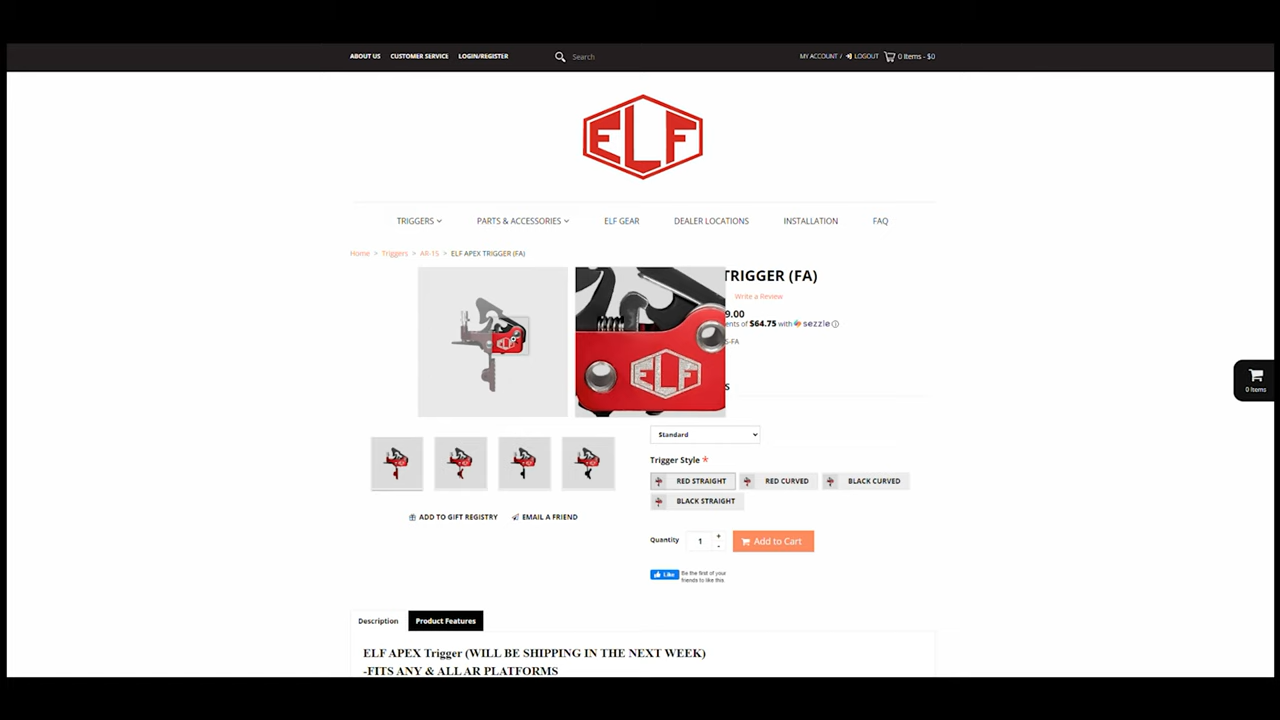 ABOUT US CUSTOMER SERVICE LOGIN/REGISTER Search MY ACCOUNT / LOGOUT 0 Items - $0
ELF
TRIGGERS PARTS & ACCESSORIES ELF GEAR DEALER LOCATIONS INSTALLATION FAQ
Home > Triggers > AR-15 > ELF APEX TRIGGER (FA)
TRIGGER (FA)
Write a Review
9.00
ents of $64.75 with sezzle
S-FA
ELF
S
0 Items
Standard
Trigger Style *
RED STRAIGHT RED CURVED BLACK CURVED
BLACK STRAIGHT
ADD TO GIFT REGISTRY EMAIL A FRIEND
Quantity 1 + - Add to Cart
Like Be the first of your
friends to like this.
Description Product Features
ELF APEX Trigger (WILL BE SHIPPING IN THE NEXT WEEK)
-FITS ANY & ALL AR PLATFORMS